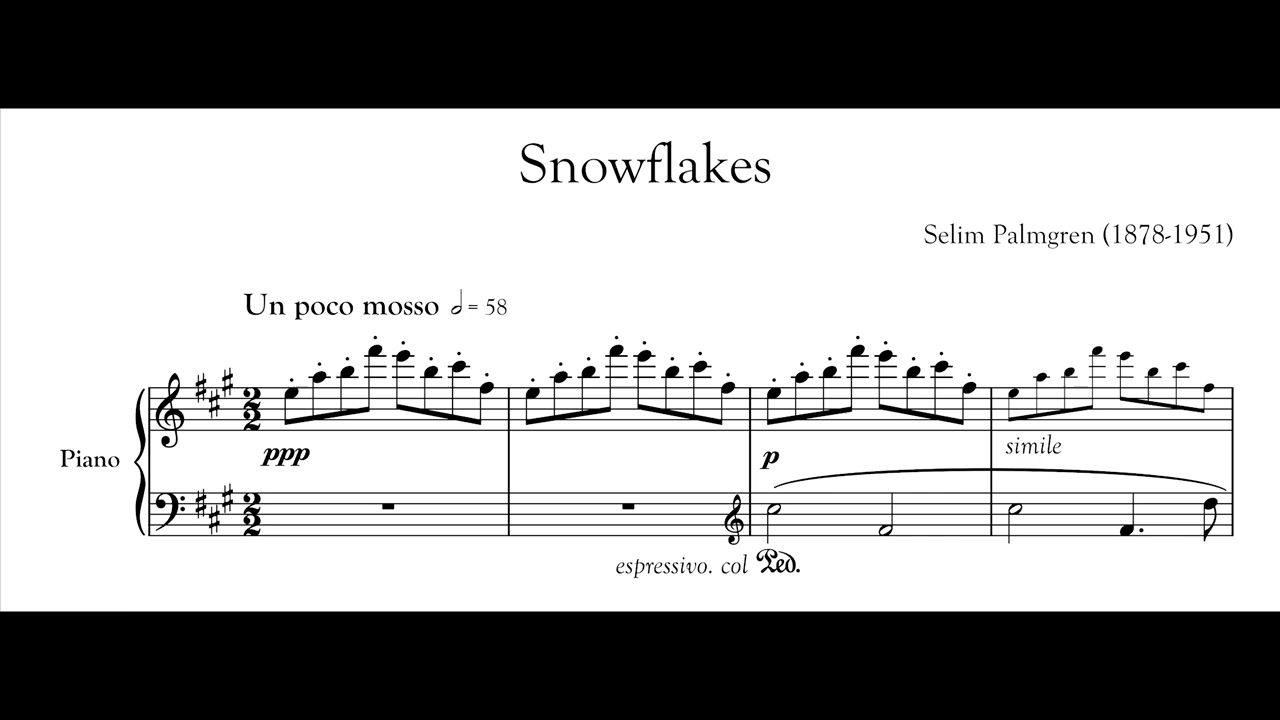 Snowflakes
Selim Palmgren (1878-1951)
Un poco mosso 𝅗𝅥 = 58
Piano
ppp
p
simile
espressivo. col Ped.